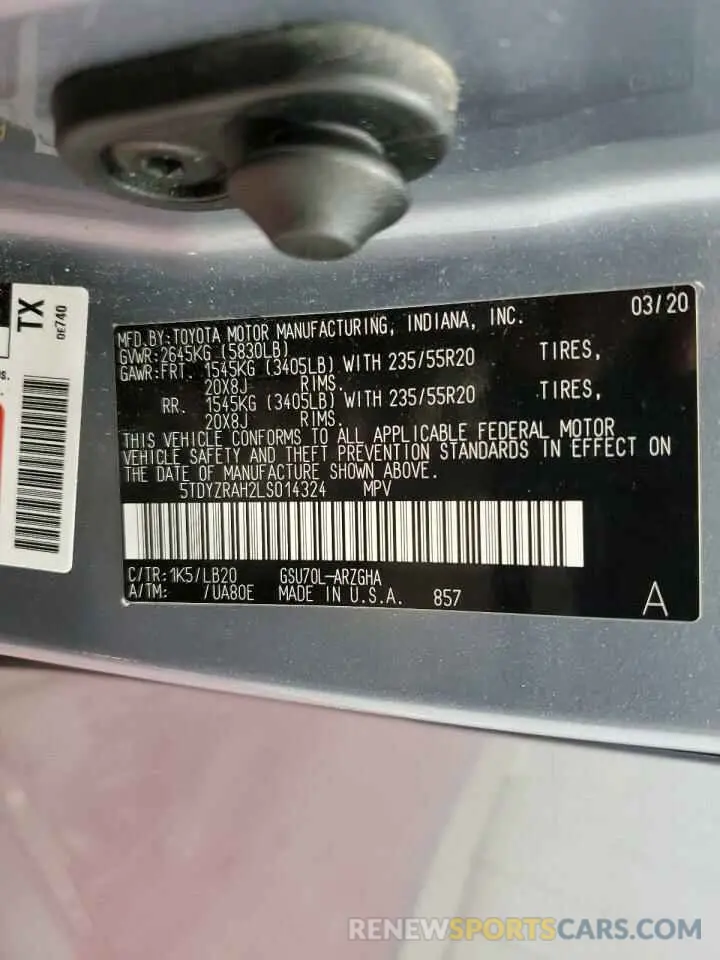 TX
0E740
03/20
MFD.BY:TOYOTA MOTOR MANUFACTURING, INDIANA, INC.
GVWR:2645KG (5830LB)
GAWR:FRT. 1545KG (3405LB) WITH 235/55R20 TIRES,
20X8J RIMS.
RR. 1545KG (3405LB) WITH 235/55R20 TIRES,
20X8J RIMS.
THIS VEHICLE CONFORMS TO ALL APPLICABLE FEDERAL MOTOR
VEHICLE SAFETY AND THEFT PREVENTION STANDARDS IN EFFECT ON
THE DATE OF MANUFACTURE SHOWN ABOVE.
5TDYZRAH2LS014324 MPV
C/TR:1K5/LB20 GSU70L-ARZGHA
A/TM: /UA80E MADE IN U.S.A. 857
A
RENEWSPORTSCARS.COM